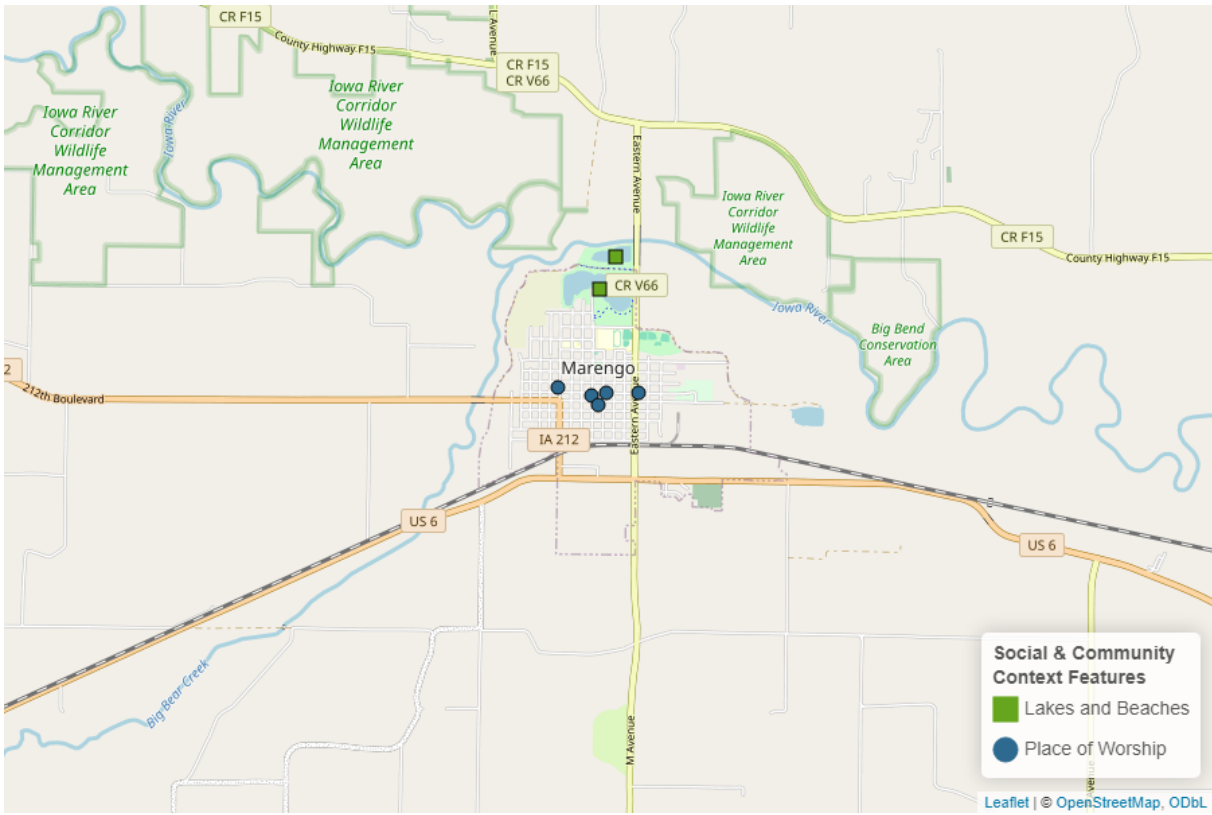 CR F15
County Highway F15
L Avenue
CR F15
CR V66
Iowa River
Corridor
Wildlife
Management
Area
Iowa River
Iowa River
Corridor
Wildlife
Management
Area
Eastern Avenue
Iowa River
Corridor
Wildlife
Management
Area
CR F15
County Highway F15
CR V66
Iowa River
Big Bend
Conservation
Area
2
212th Boulevard
Marengo
Eastern Avenue
IA 212
US 6
US 6
Big Bear Creek
M Avenue
Social & Community
Context Features
Lakes and Beaches
Place of Worship
Avenue
Leaflet | © OpenStreetMap, ODbL